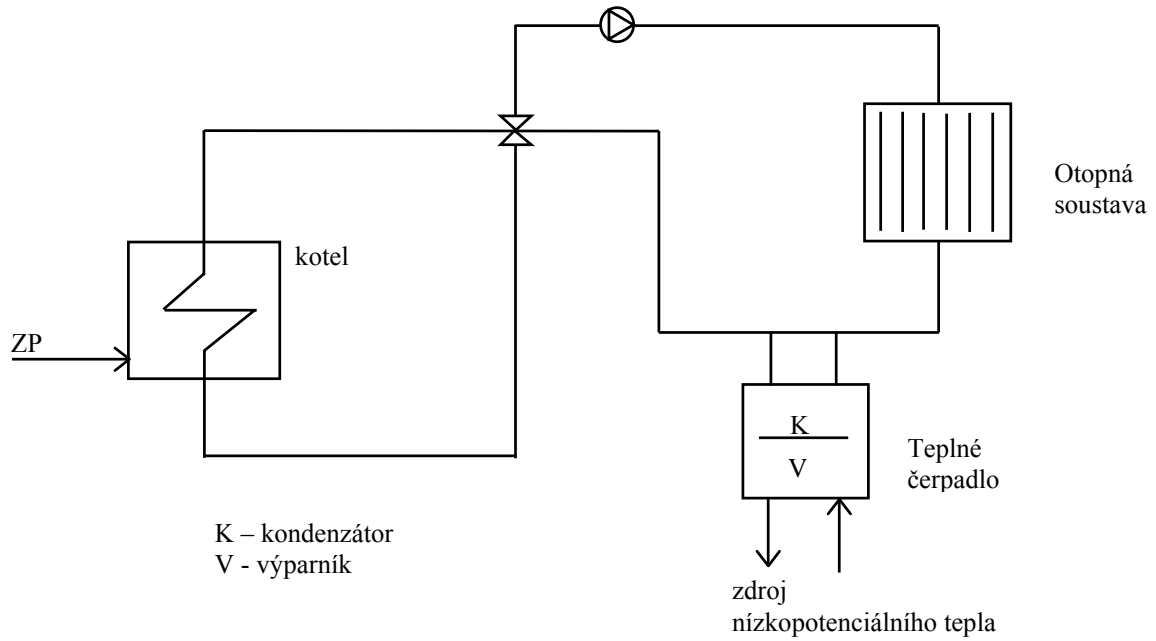 Otopná
soustava
kotel
ZP
K
V
Teplné
čerpadlo
K – kondenzátor
V - výparník
zdroj
nízkopotenciálního tepla